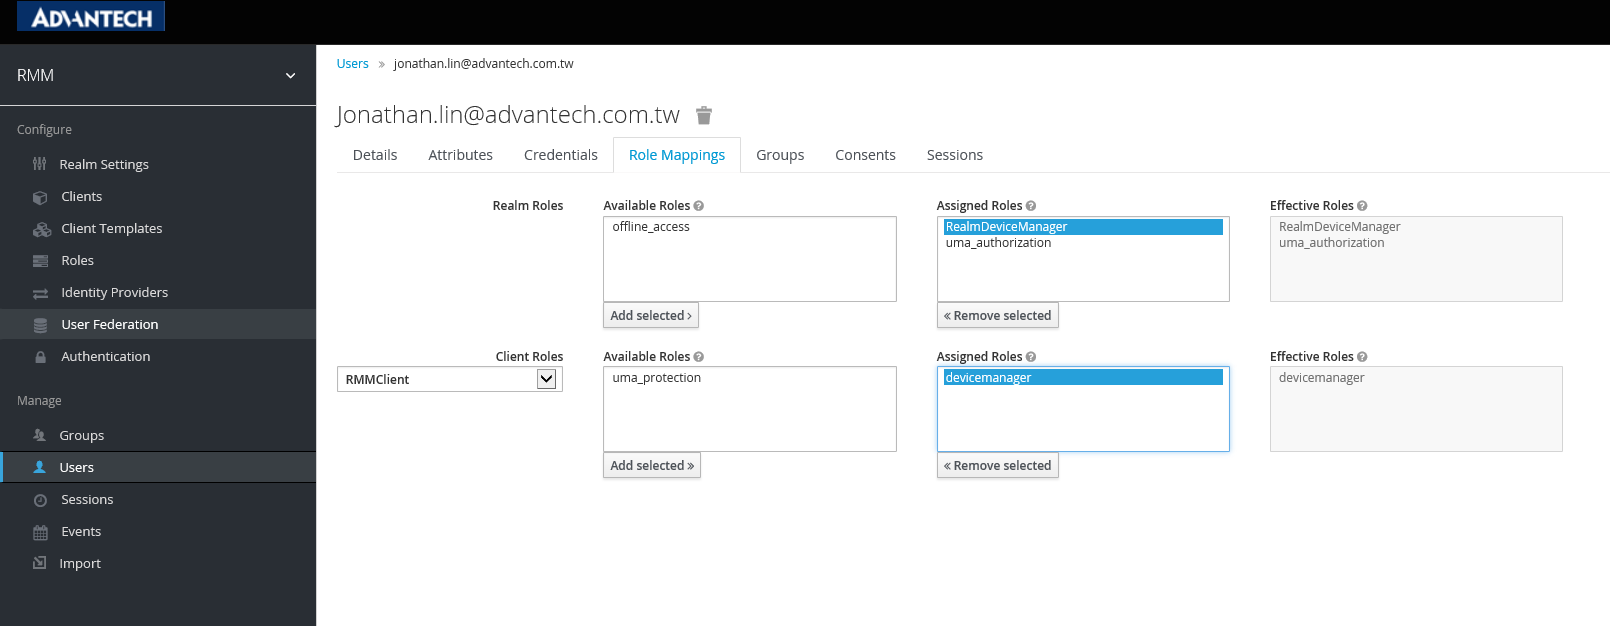 ADVANTECH
RMM
Configure
Realm Settings
Clients
Client Templates
Roles
Identity Providers
User Federation
Authentication
Manage
Groups
Users
Sessions
Events
Import
Users » jonathan.lin@advantech.com.tw
Jonathan.lin@advantech.com.tw
Details Attributes Credentials Role Mappings Groups Consents Sessions
Realm Roles
Available Roles ?
offline_access
Add selected ›
Assigned Roles ?
RealmDeviceManager
uma_authorization
« Remove selected
Effective Roles ?
RealmDeviceManager
uma_authorization
Client Roles
RMMClient
Available Roles ?
uma_protection
Add selected »
Assigned Roles ?
devicemanager
« Remove selected
Effective Roles ?
devicemanager